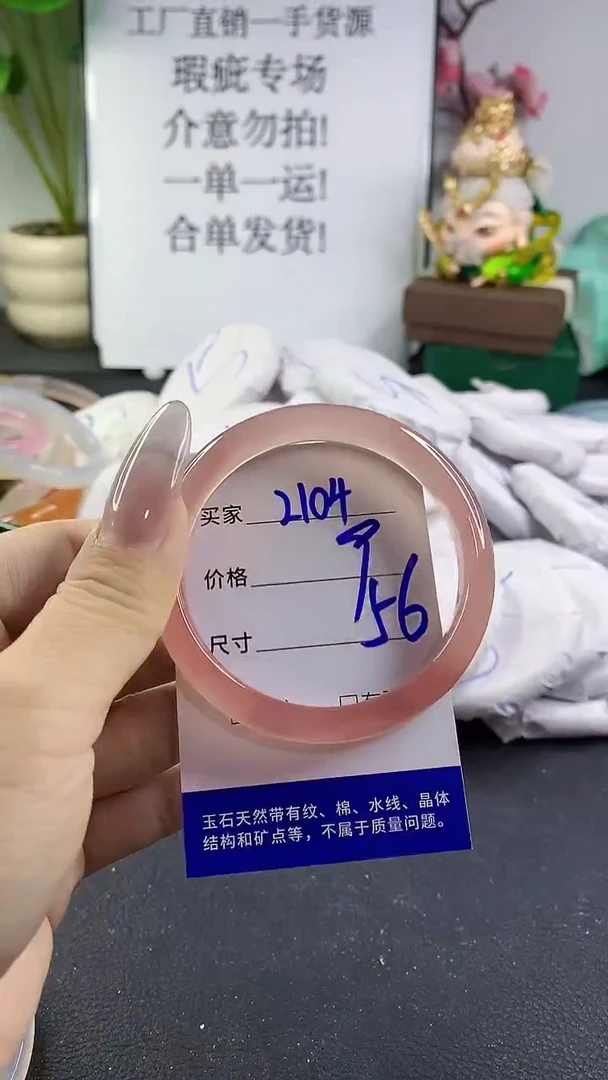 工厂直销一手货源
瑕疵专场
介意勿拍!
一单一运!
合单发货!
买家 2104
价格
尺寸 56
玉石天然带有纹、棉、水线、晶体
结构和矿点等，不属于质量问题。